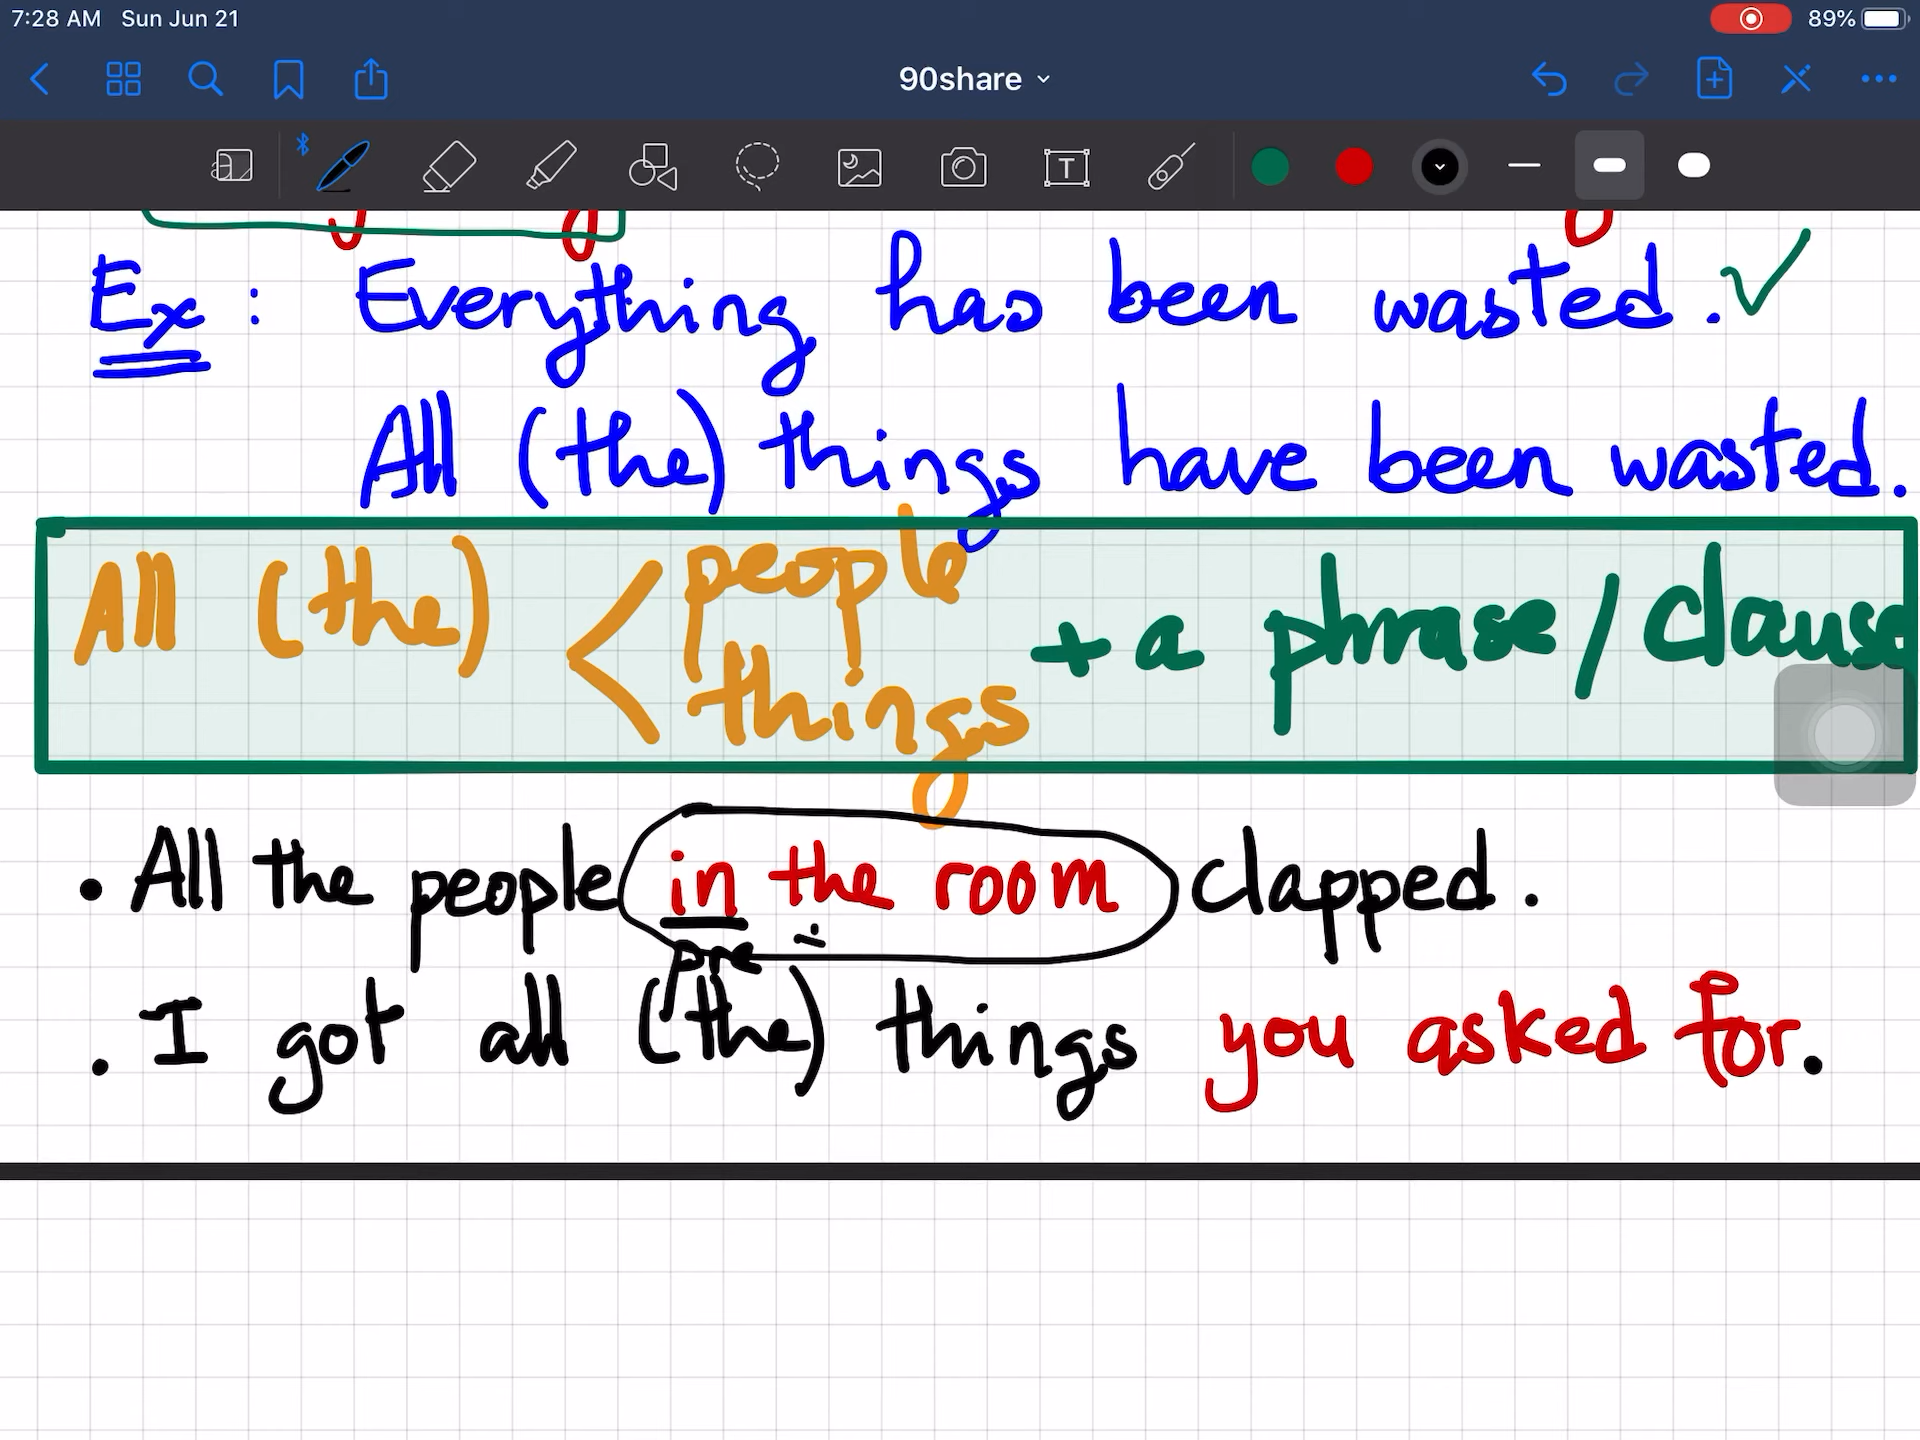 7:28 AM Sun Jun 21
89%
90share
Ex : Everything has been wasted. ✓
All (the) things have been wasted.
All (the) < people things + a phrase / clause
• All the people in the room clapped.
pre
• I got all (the) things you asked for.